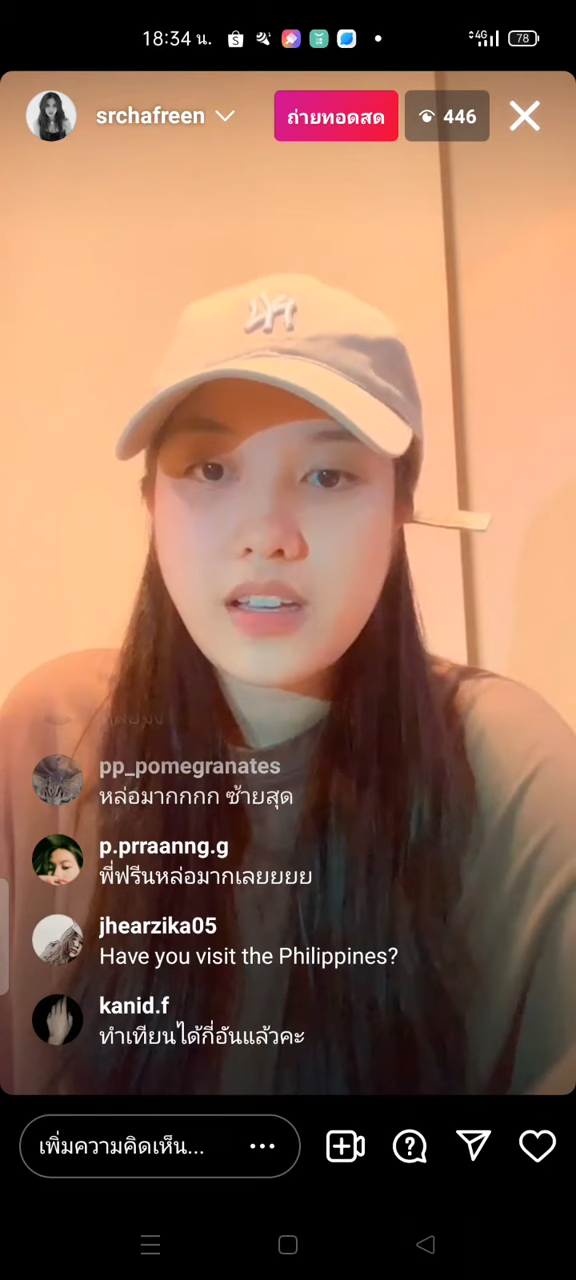 18:34 น.
4G
78
srchafreen
ถ่ายทอดสด
446
NY
pp_pomegranates
หล่อมากกกก ซ้ายสุด
p.prraanng.g
พี่ฟรีนหล่อมากเลยยยย
jhearzika05
Have you visit the Philippines?
kanid.f
ทำเทียนได้กี่อันแล้วคะ
เพิ่มความคิดเห็น...